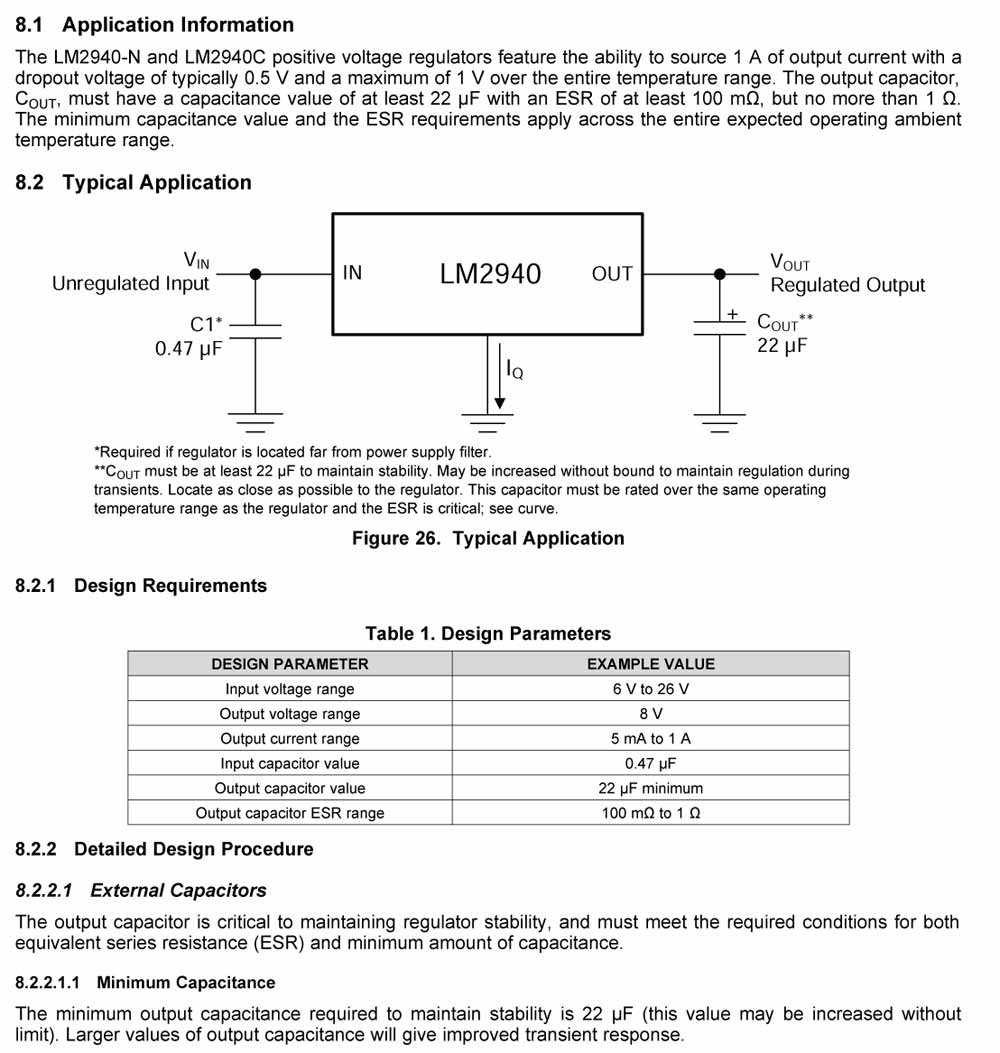 8.1 Application Information
The LM2940-N and LM2940C positive voltage regulators feature the ability to source 1 A of output current with a
dropout voltage of typically 0.5 V and a maximum of 1 V over the entire temperature range. The output capacitor,
COUT, must have a capacitance value of at least 22 µF with an ESR of at least 100 mΩ, but no more than 1 Ω.
The minimum capacitance value and the ESR requirements apply across the entire expected operating ambient
temperature range.
8.2 Typical Application
VIN
Unregulated Input
IN
LM2940
OUT
VOUT
Regulated Output
C1*
0.47 µF
IQ
+
COUT**
22 µF
*Required if regulator is located far from power supply filter.
**COUT must be at least 22 µF to maintain stability. May be increased without bound to maintain regulation during
transients. Locate as close as possible to the regulator. This capacitor must be rated over the same operating
temperature range as the regulator and the ESR is critical; see curve.
Figure 26. Typical Application
8.2.1 Design Requirements
Table 1. Design Parameters
DESIGN PARAMETER EXAMPLE VALUE
Input voltage range 6 V to 26 V
Output voltage range 8 V
Output current range 5 mA to 1 A
Input capacitor value 0.47 µF
Output capacitor value 22 µF minimum
Output capacitor ESR range 100 mΩ to 1 Ω
8.2.2 Detailed Design Procedure
8.2.2.1 External Capacitors
The output capacitor is critical to maintaining regulator stability, and must meet the required conditions for both
equivalent series resistance (ESR) and minimum amount of capacitance.
8.2.2.1.1 Minimum Capacitance
The minimum output capacitance required to maintain stability is 22 µF (this value may be increased without
limit). Larger values of output capacitance will give improved transient response.